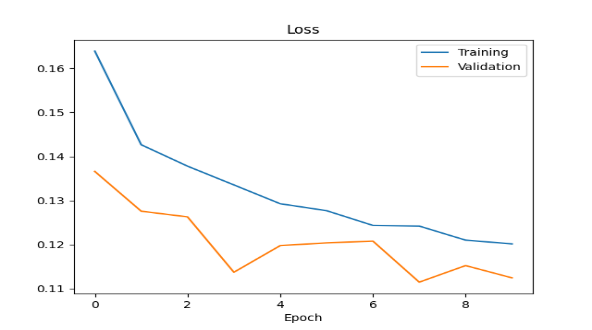 Loss
Training
Validation
0.16
0.15
0.14
0.13
0.12
0.11
0 2 4 6 8
Epoch